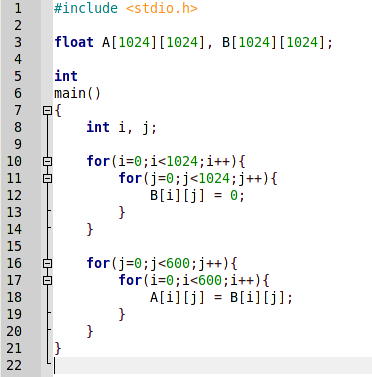 1 #include <stdio.h>
2
3 float A[1024][1024], B[1024][1024];
4
5 int
6 main()
7 {
8     int i, j;
9
10     for(i=0;i<1024;i++){
11         for(j=0;j<1024;j++){
12             B[i][j] = 0;
13         }
14     }
15
16     for(j=0;j<600;j++){
17         for(i=0;i<600;i++){
18             A[i][j] = B[i][j];
19         }
20     }
21 }
22